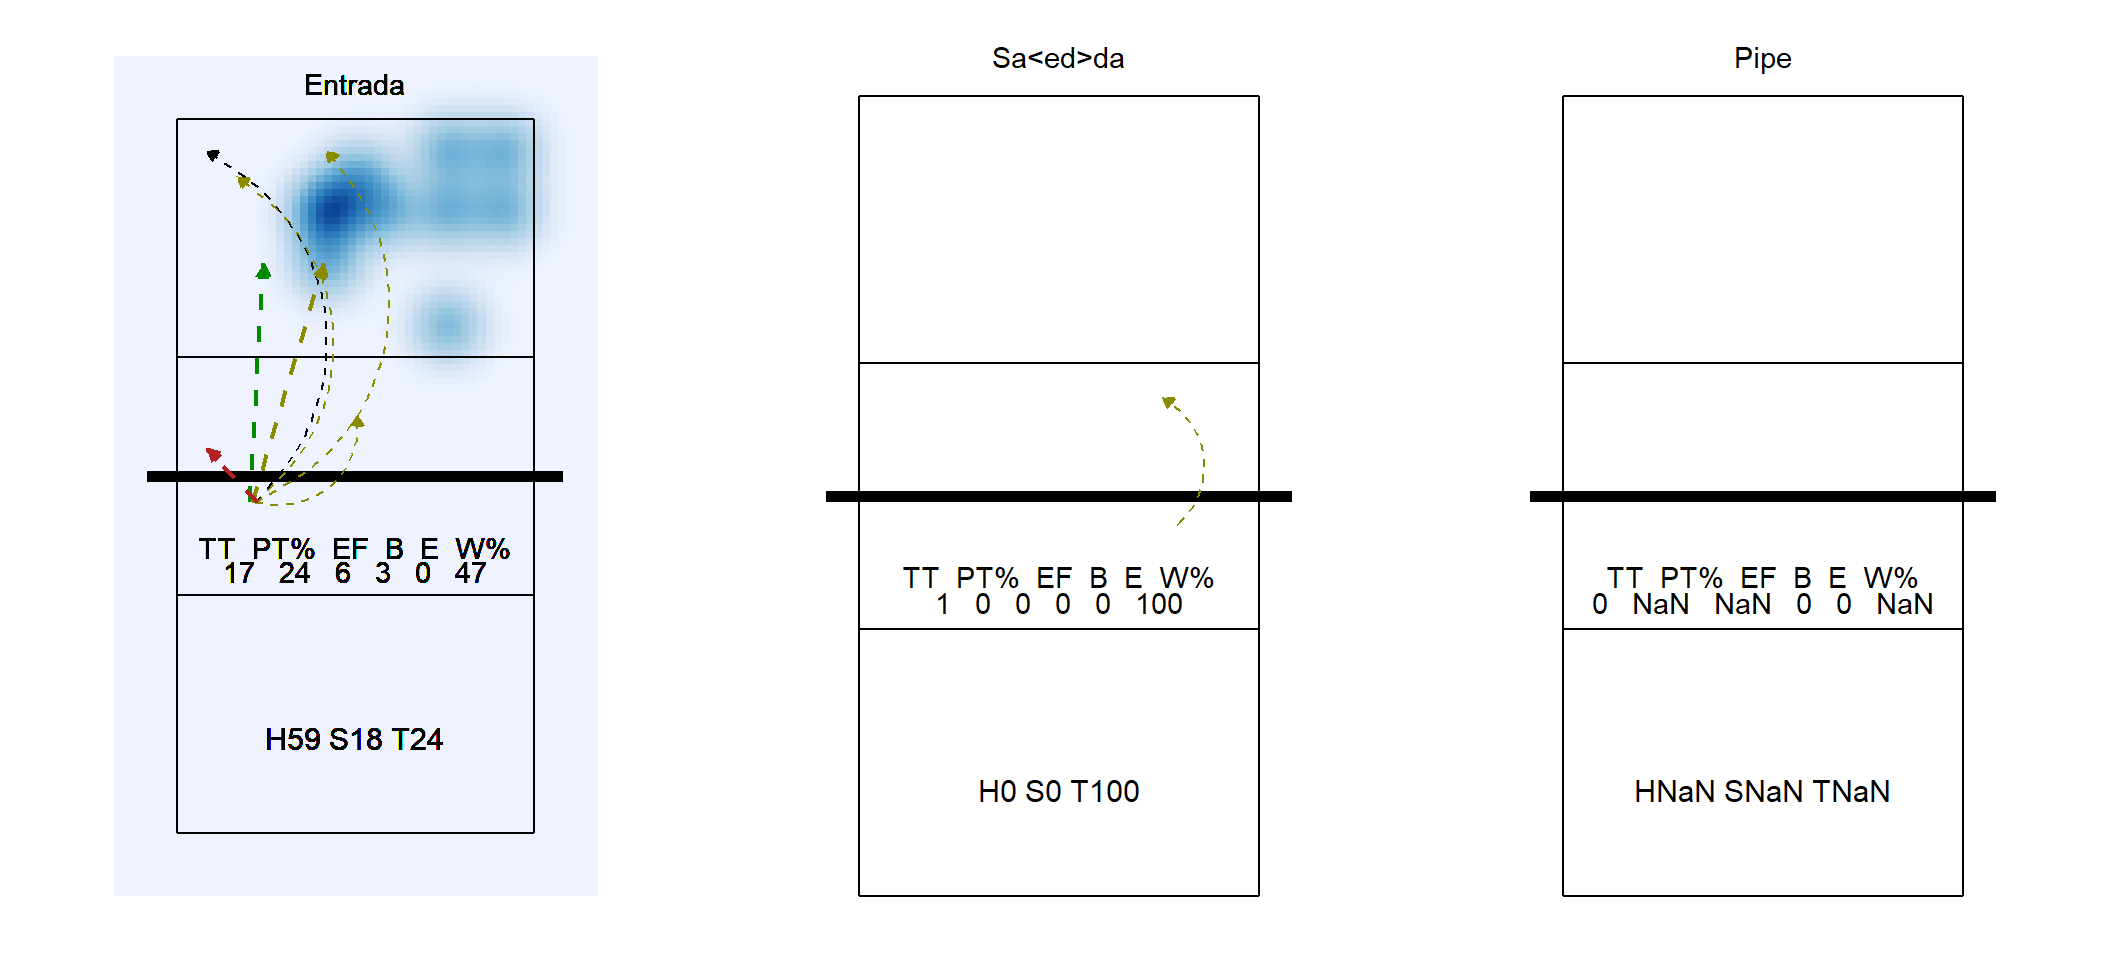 Entrada
TT PT% EF B E W%
17 24 6 3 0 47
H59 S18 T24
Sa<ed>da
TT PT% EF B E W%
1 0 0 0 0 100
H0 S0 T100
Pipe
TT PT% EF B E W%
0 NaN NaN 0 0 NaN
HNaN SNaN TNaN